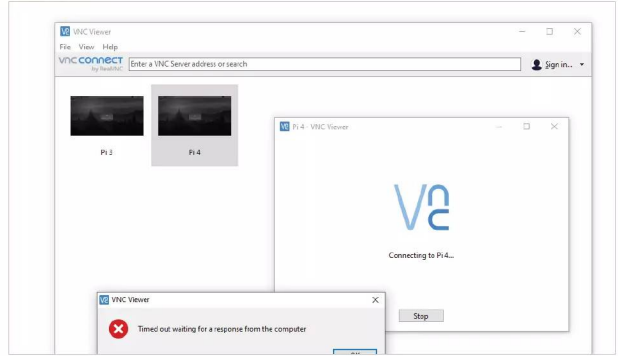 VNC Viewer
File View Help
vnc connect
by RealVNC
Enter a VNC Server address or search
Sign in...
Pi 3
Pi 4
Pi 4 - VNC Viewer
Connecting to Pi 4...
Stop
VNC Viewer
Timed out waiting for a response from the computer